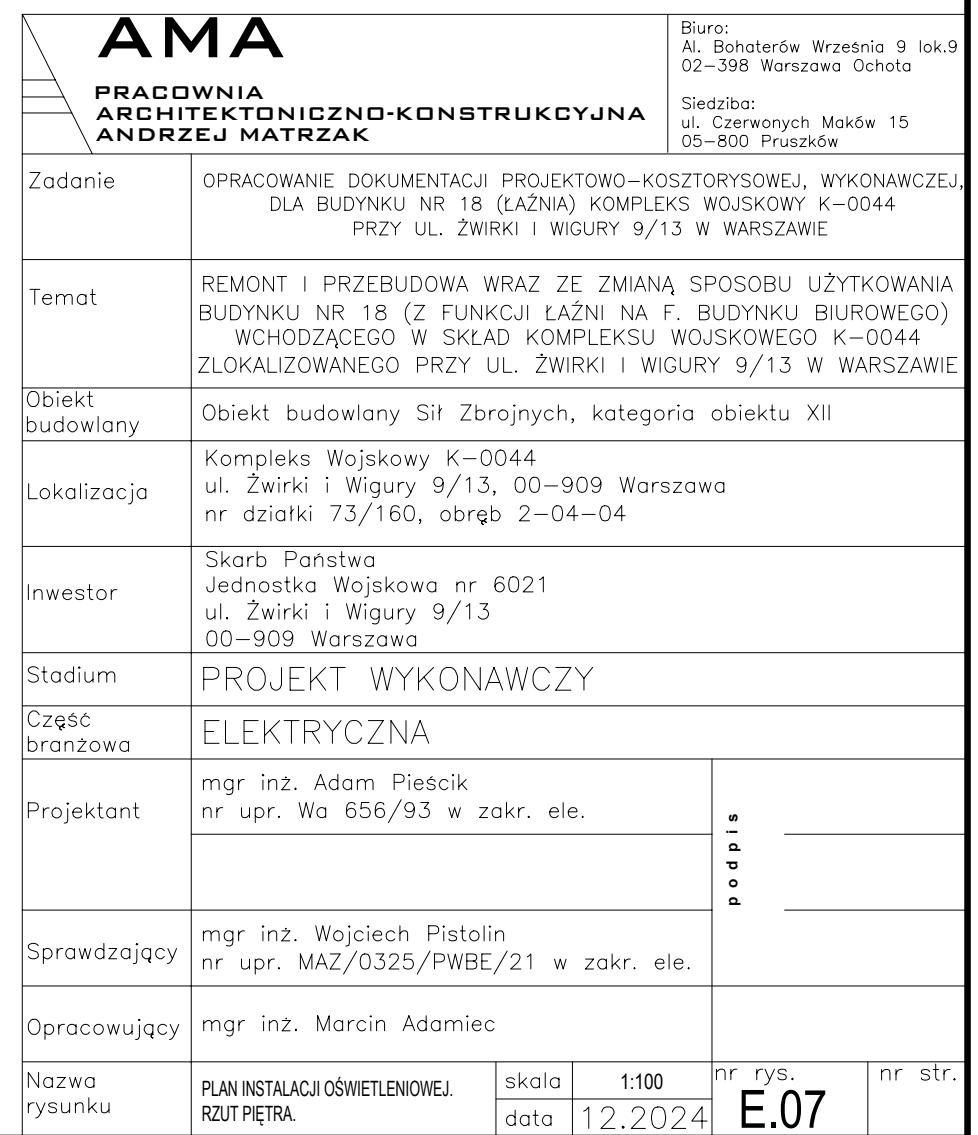 AMA
PRACOWNIA
ARCHITEKTONICZNO-KONSTRUKCYJNA
ANDRZEJ MATRZAK
Biuro:
Al. Bohaterów Września 9 lok.9
02-398 Warszawa Ochota
Siedziba:
ul. Czerwonych Maków 15
05-800 Pruszków
Zadanie
OPRACOWANIE DOKUMENTACJI PROJEKTOWO-KOSZTORYSOWEJ, WYKONAWCZEJ,
DLA BUDYNKU NR 18 (ŁAŹNIA) KOMPLEKS WOJSKOWY K-0044
PRZY UL. ŻWIRKI I WIGURY 9/13 W WARSZAWIE
Temat
REMONT I PRZEBUDOWA WRAZ ZE ZMIANĄ SPOSOBU UŻYTKOWANIA
BUDYNKU NR 18 (Z FUNKCJI ŁAŹNI NA F. BUDYNKU BIUROWEGO)
WCHODZĄCEGO W SKŁAD KOMPLEKSU WOJSKOWEGO K-0044
ZLOKALIZOWANEGO PRZY UL. ŻWIRKI I WIGURY 9/13 W WARSZAWIE
Obiekt
budowlany
Obiekt budowlany Sił Zbrojnych, kategoria obiektu XII
Lokalizacja
Kompleks Wojskowy K-0044
ul. Żwirki i Wigury 9/13, 00-909 Warszawa
nr działki 73/160, obręb 2-04-04
Inwestor
Skarb Państwa
Jednostka Wojskowa nr 6021
ul. Żwirki i Wigury 9/13
00-909 Warszawa
Stadium
PROJEKT WYKONAWCZY
Część
branżowa
ELEKTRYCZNA
Projektant
mgr inż. Adam Pieścik
nr upr. Wa 656/93 w zakr. ele.
podpis
Sprawdzający
mgr inż. Wojciech Pistolin
nr upr. MAZ/0325/PWBE/21 w zakr. ele.
Opracowujący
mgr inż. Marcin Adamiec
Nazwa
rysunku
PLAN INSTALACJI OŚWIETLENIOWEJ.
RZUT PIĘTRA.
skala
1:100
data
12.2024
nr rys.
E.07
nr str.